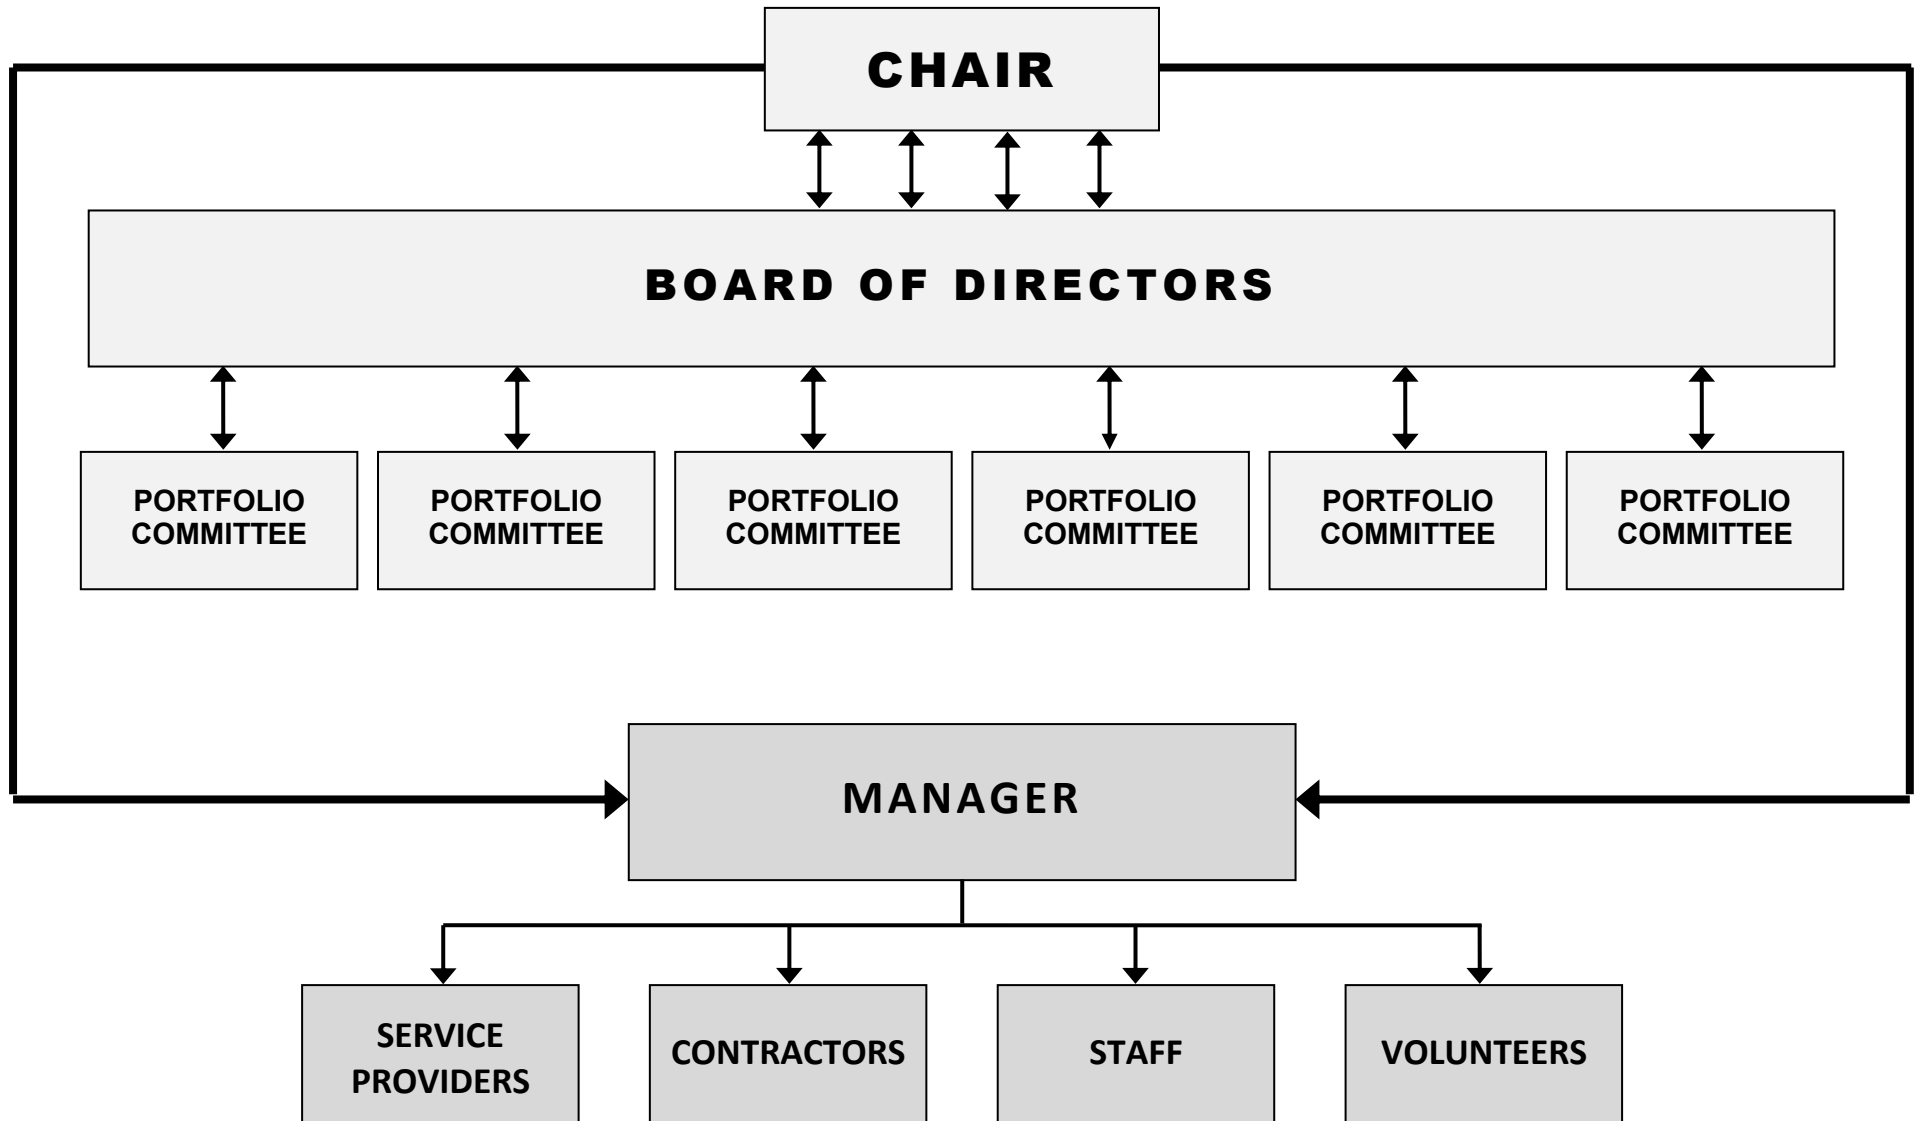 CHAIR
BOARD OF DIRECTORS
PORTFOLIO
COMMITTEE
PORTFOLIO
COMMITTEE
PORTFOLIO
COMMITTEE
PORTFOLIO
COMMITTEE
PORTFOLIO
COMMITTEE
PORTFOLIO
COMMITTEE
MANAGER
SERVICE
PROVIDERS
CONTRACTORS
STAFF
VOLUNTEERS